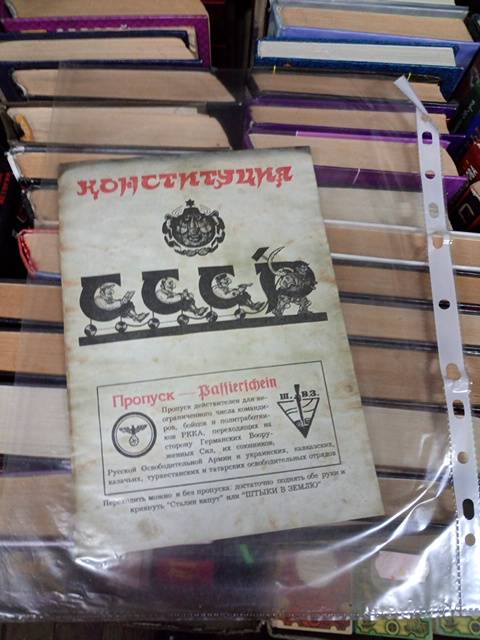 КОНСТИТУЦИЯ
СССР
Пропуск — Passierschein
Ш.В.З.
Пропуск действителен для не-
ограниченного числа команди-
ров, бойцов и политработни-
ков РККА, переходящих на
сторону Германских Воору-
женных Сил, их союзников,
Русской Освободительной Армии и украинских, кавказских,
казачьих, туркестанских и татарских освободительных отрядов
Переходить можно и без пропуска: достаточно поднять обе руки и
крикнуть "Сталин капут" или "ШТЫКИ В ЗЕМЛЮ"